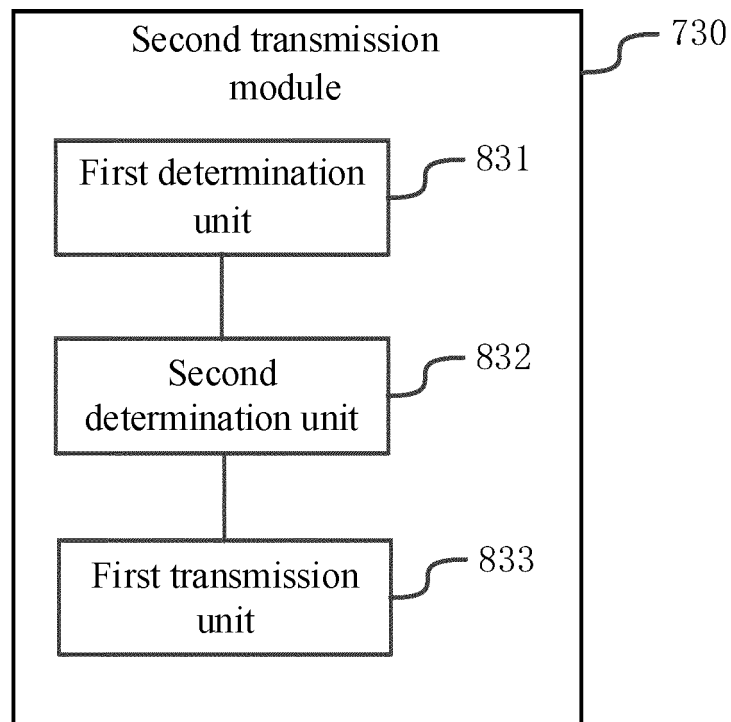 Second transmission
module
730
First determination
unit
831
Second
determination unit
832
First transmission
unit
833